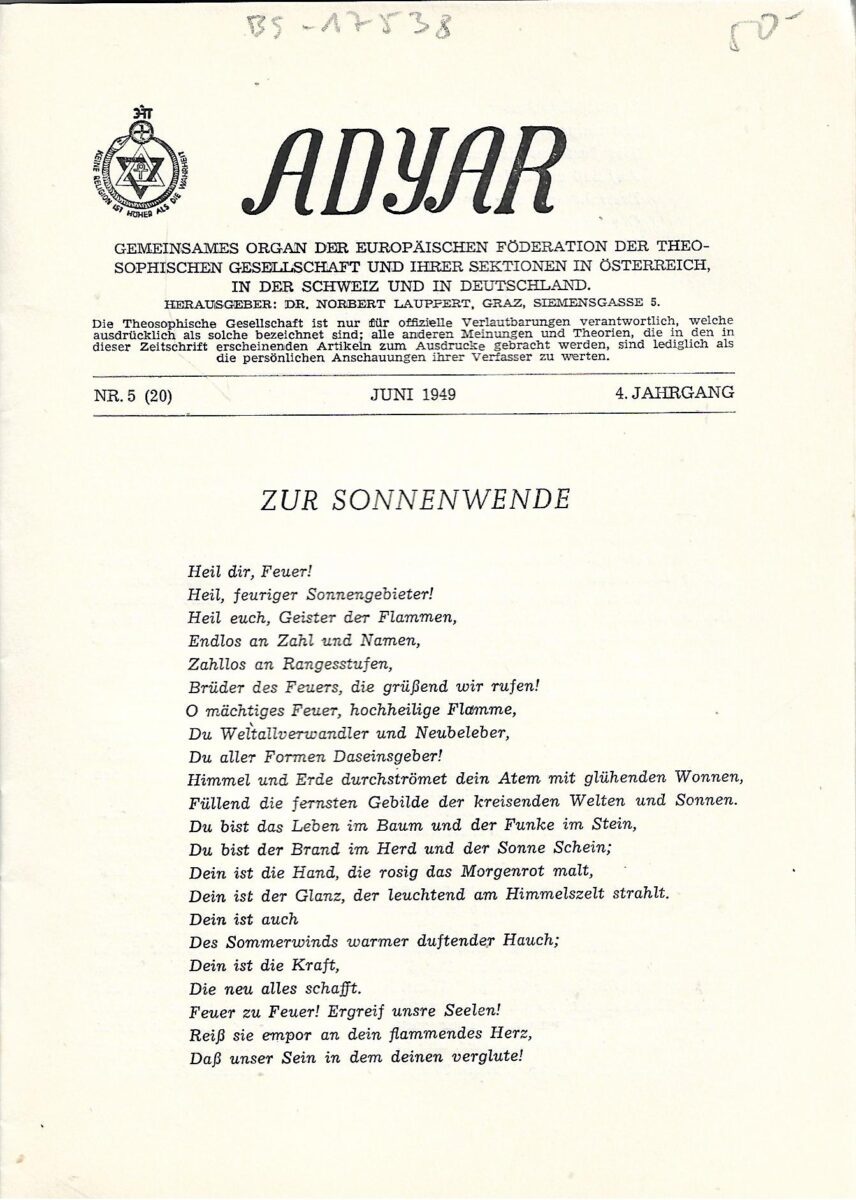 BS-17538
50-
ओं
KEINE RELIGION IST HÖHER ALS DIE WAHRHEIT
ADYAR
GEMEINSAMES ORGAN DER EUROPÄISCHEN FÖDERATION DER THEO-
SOPHISCHEN GESELLSCHAFT UND IHRER SEKTIONEN IN ÖSTERREICH,
IN DER SCHWEIZ UND IN DEUTSCHLAND.
HERAUSGEBER: DR. NORBERT LAUPPERT, GRAZ, SIEMENSGASSE 5.
Die Theosophische Gesellschaft ist nur für offizielle Verlautbarungen verantwortlich, welche
ausdrücklich als solche bezeichnet sind; alle anderen Meinungen und Theorien, die in den in
dieser Zeitschrift erscheinenden Artikeln zum Ausdrucke gebracht werden, sind lediglich als
die persönlichen Anschauungen ihrer Verfasser zu werten.
NR. 5 (20) JUNI 1949 4. JAHRGANG
ZUR SONNENWENDE
Heil dir, Feuer!
Heil, feuriger Sonnengebieter!
Heil euch, Geister der Flammen,
Endlos an Zahl und Namen,
Zahllos an Rangesstufen,
Brüder des Feuers, die grüßend wir rufen!
O mächtiges Feuer, hochheilige Flamme,
Du Weltallverwandler und Neubeleber,
Du aller Formen Daseinsgeber!
Himmel und Erde durchströmet dein Atem mit glühenden Wonnen,
Füllend die fernsten Gebilde der kreisenden Welten und Sonnen.
Du bist das Leben im Baum und der Funke im Stein,
Du bist der Brand im Herd und der Sonne Schein;
Dein ist die Hand, die rosig das Morgenrot malt,
Dein ist der Glanz, der leuchtend am Himmelszelt strahlt.
Dein ist auch
Des Sommerwinds warmer duftender Hauch;
Dein ist die Kraft,
Die neu alles schafft.
Feuer zu Feuer! Ergreif unsre Seelen!
Reiß sie empor an dein flammendes Herz,
Daß unser Sein in dem deinen verglute!